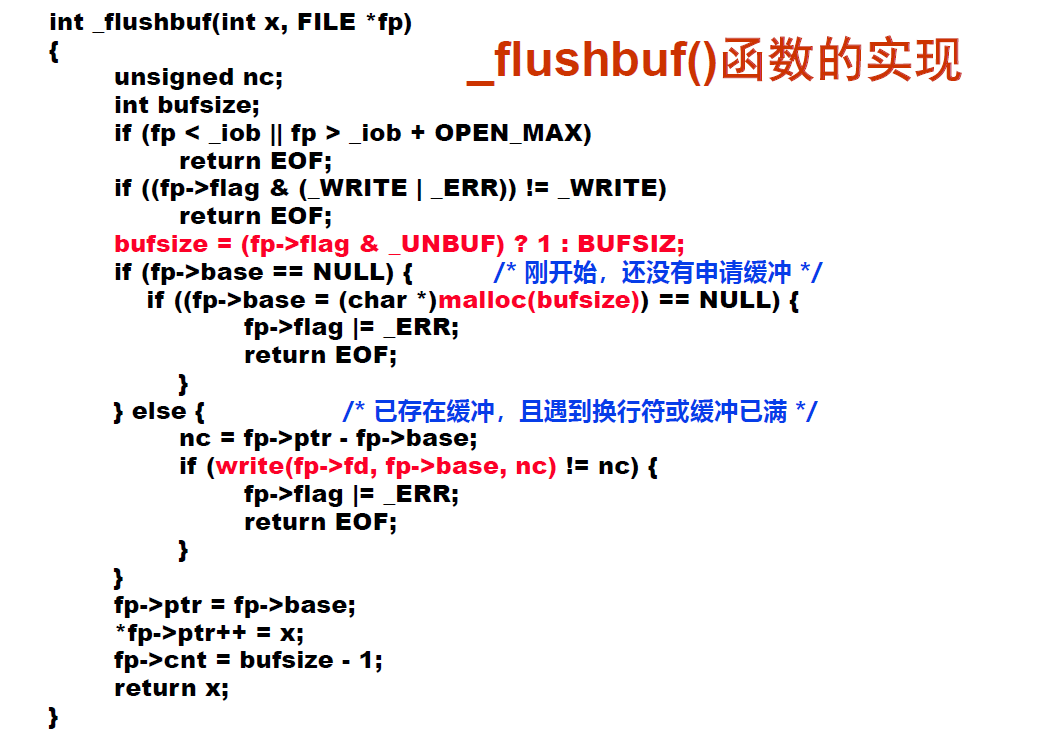 int _flushbuf(int x, FILE *fp)
{
_flushbuf()函数的实现
unsigned nc;
int bufsize;
if (fp < _iob || fp > _iob + OPEN_MAX)
return EOF;
if ((fp->flag & (_WRITE | _ERR)) != _WRITE)
return EOF;
bufsize = (fp->flag & _UNBUF) ? 1 : BUFSIZ;
if (fp->base == NULL) { /* 刚开始，还没有申请缓冲 */
if ((fp->base = (char *)malloc(bufsize)) == NULL) {
fp->flag |= _ERR;
return EOF;
}
} else { /* 已存在缓冲，且遇到换行符或缓冲已满 */
nc = fp->ptr - fp->base;
if (write(fp->fd, fp->base, nc) != nc) {
fp->flag |= _ERR;
return EOF;
}
}
fp->ptr = fp->base;
*fp->ptr++ = x;
fp->cnt = bufsize - 1;
return x;
}